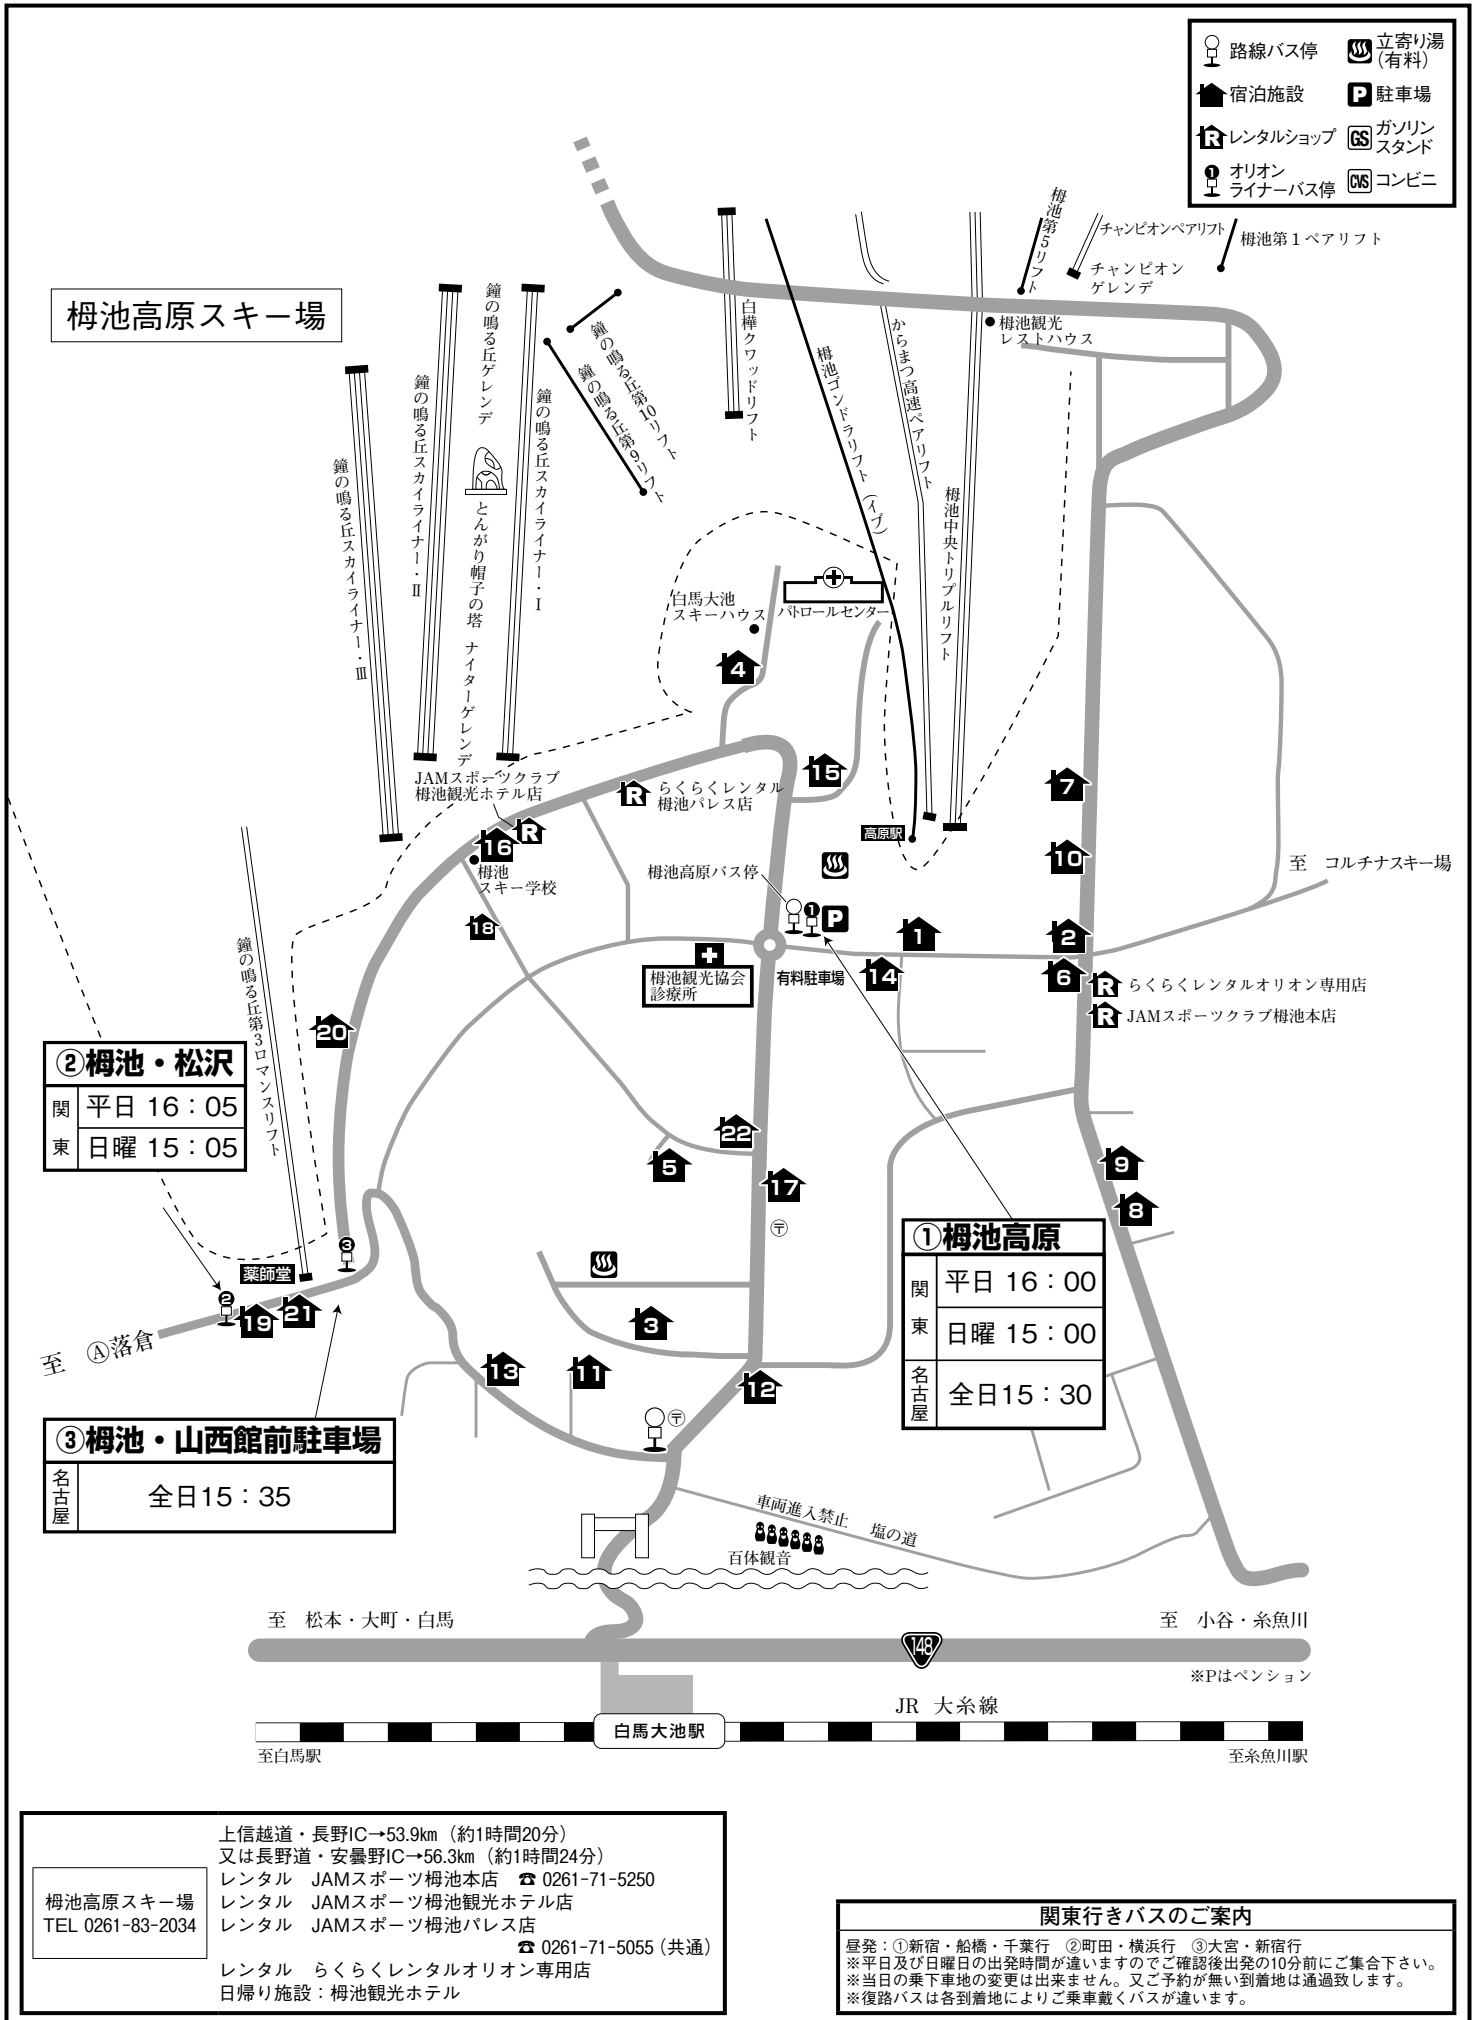 路線バス停
立寄り湯
(有料)
宿泊施設
P 駐車場
R レンタルショップ
GS ガソリン
スタンド
1 オリオン
ライナーバス停
CVS コンビニ
栂池高原スキー場
栂池第5リフト
チャンピオンペアリフト
チャンピオン
ゲレンデ
栂池第1ペアリフト
栂池観光
レストハウス
鐘の鳴る丘スカイライナー・Ⅲ
鐘の鳴る丘スカイライナー・Ⅱ
鐘の鳴る丘ゲレンデ
とんがり帽子の塔
ナイターゲレンデ
鐘の鳴る丘スカイライナー・Ⅰ
鐘の鳴る丘第10リフト
鐘の鳴る丘第9リフト
白樺クワッドリフト
栂池ゴンドラリフト (イブ)
からまつ高速ペアリフト
栂池中央トリプルリフト
白馬大池
スキーハウス
パトロールセンター
4
15
7
JAMスポーツクラブ
栂池観光ホテル店
R
R らくらくレンタル
栂池パレス店
16
栂池
スキー学校
18
高原駅
10
至 コルチナスキー場
栂池高原バス停
1
P
1
2
14
6
有料駐車場
栂池観光協会
診療所
R らくらくレンタルオリオン専用店
R JAMスポーツクラブ栂池本店
鐘の鳴る丘第3ロマンスリフト
20
②栂池・松沢
関東
平日 16:05
日曜 15:05
22
5
17
〒
9
8
①栂池高原
関東
平日 16:00
日曜 15:00
名古屋
全日15:30
3
薬師堂
2
19
21
至 Ⓐ落倉
3
13
11
12
〒
③栂池・山西館前駐車場
名古屋
全日15:35
車両進入禁止 塩の道
百体観音
至 松本・大町・白馬
至 小谷・糸魚川
148
※Pはペンション
JR 大糸線
白馬大池駅
至白馬駅
至糸魚川駅
栂池高原スキー場
TEL 0261-83-2034
上信越道・長野IC→53.9km(約1時間20分)
又は長野道・安曇野IC→56.3km(約1時間24分)
レンタル JAMスポーツ栂池本店 ☎ 0261-71-5250
レンタル JAMスポーツ栂池観光ホテル店
レンタル JAMスポーツ栂池パレス店
☎ 0261-71-5055(共通)
レンタル らくらくレンタルオリオン専用店
日帰り施設:栂池観光ホテル
関東行きバスのご案内
昼発:①新宿・船橋・千葉行 ②町田・横浜行 ③大宮・新宿行
※平日及び日曜日の出発時間が違いますのでご確認後出発の10分前にご集合下さい。
※当日の乗下車地の変更は出来ません。又ご予約が無い到着地は通過致します。
※復路バスは各到着地によりご乗車戴くバスが違います。